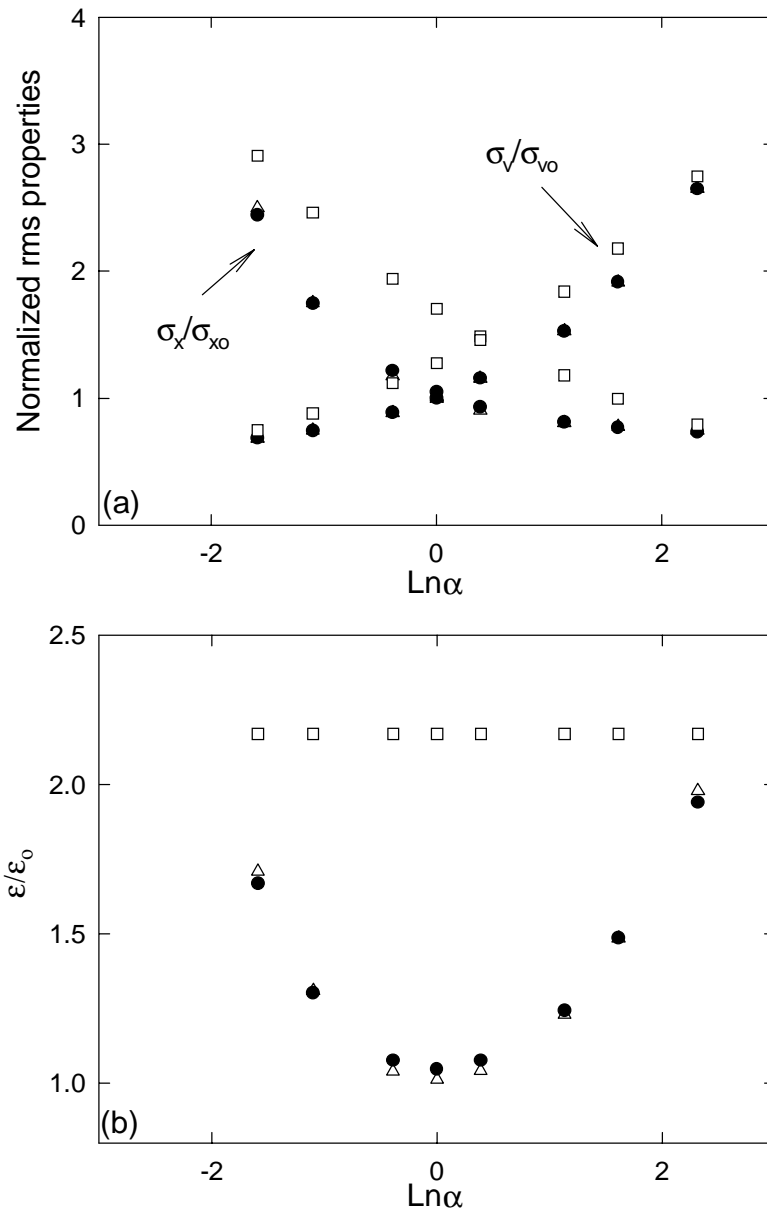 Normalized rms properties
4
3
2
1
0
σv/σvo
σx/σxo
(a)
-2 0 2
Lnα
ε/εo
2.5
2.0
1.5
1.0
(b)
-2 0 2
Lnα